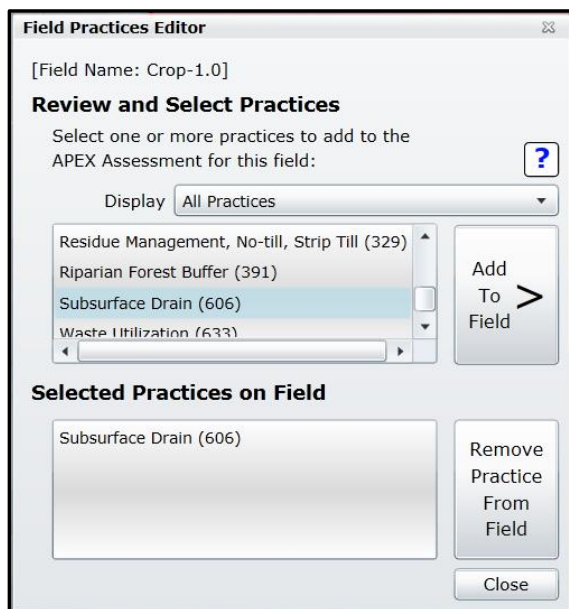 Field Practices Editor
[Field Name: Crop-1.0]
Review and Select Practices
Select one or more practices to add to the
APEX Assessment for this field:
?
Display All Practices
Residue Management, No-till, Strip Till (329)
Riparian Forest Buffer (391)
Subsurface Drain (606)
Waste Utilization (633)
Add
To >
Field
Selected Practices on Field
Subsurface Drain (606)
Remove
Practice
From
Field
Close